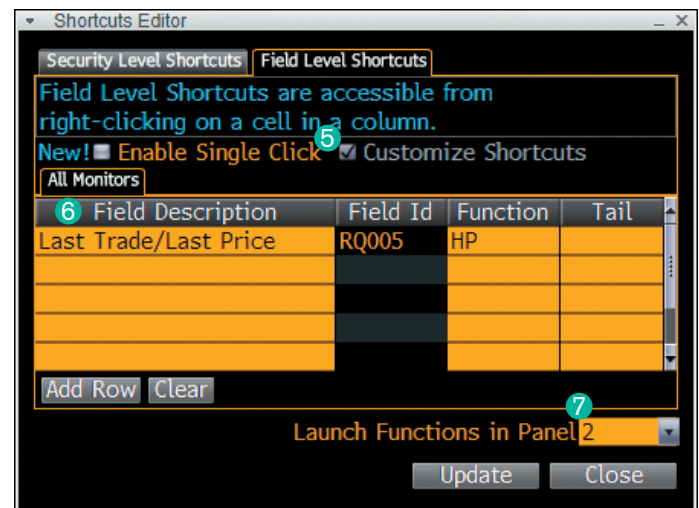 Shortcuts Editor
Security Level Shortcuts Field Level Shortcuts
Field Level Shortcuts are accessible from
right-clicking on a cell in a column.
5
New! Enable Single Click Customize Shortcuts
All Monitors
6 Field Description Field Id Function Tail
Last Trade/Last Price RQ005 HP
Add Row Clear
7
Launch Functions in Panel 2
Update Close